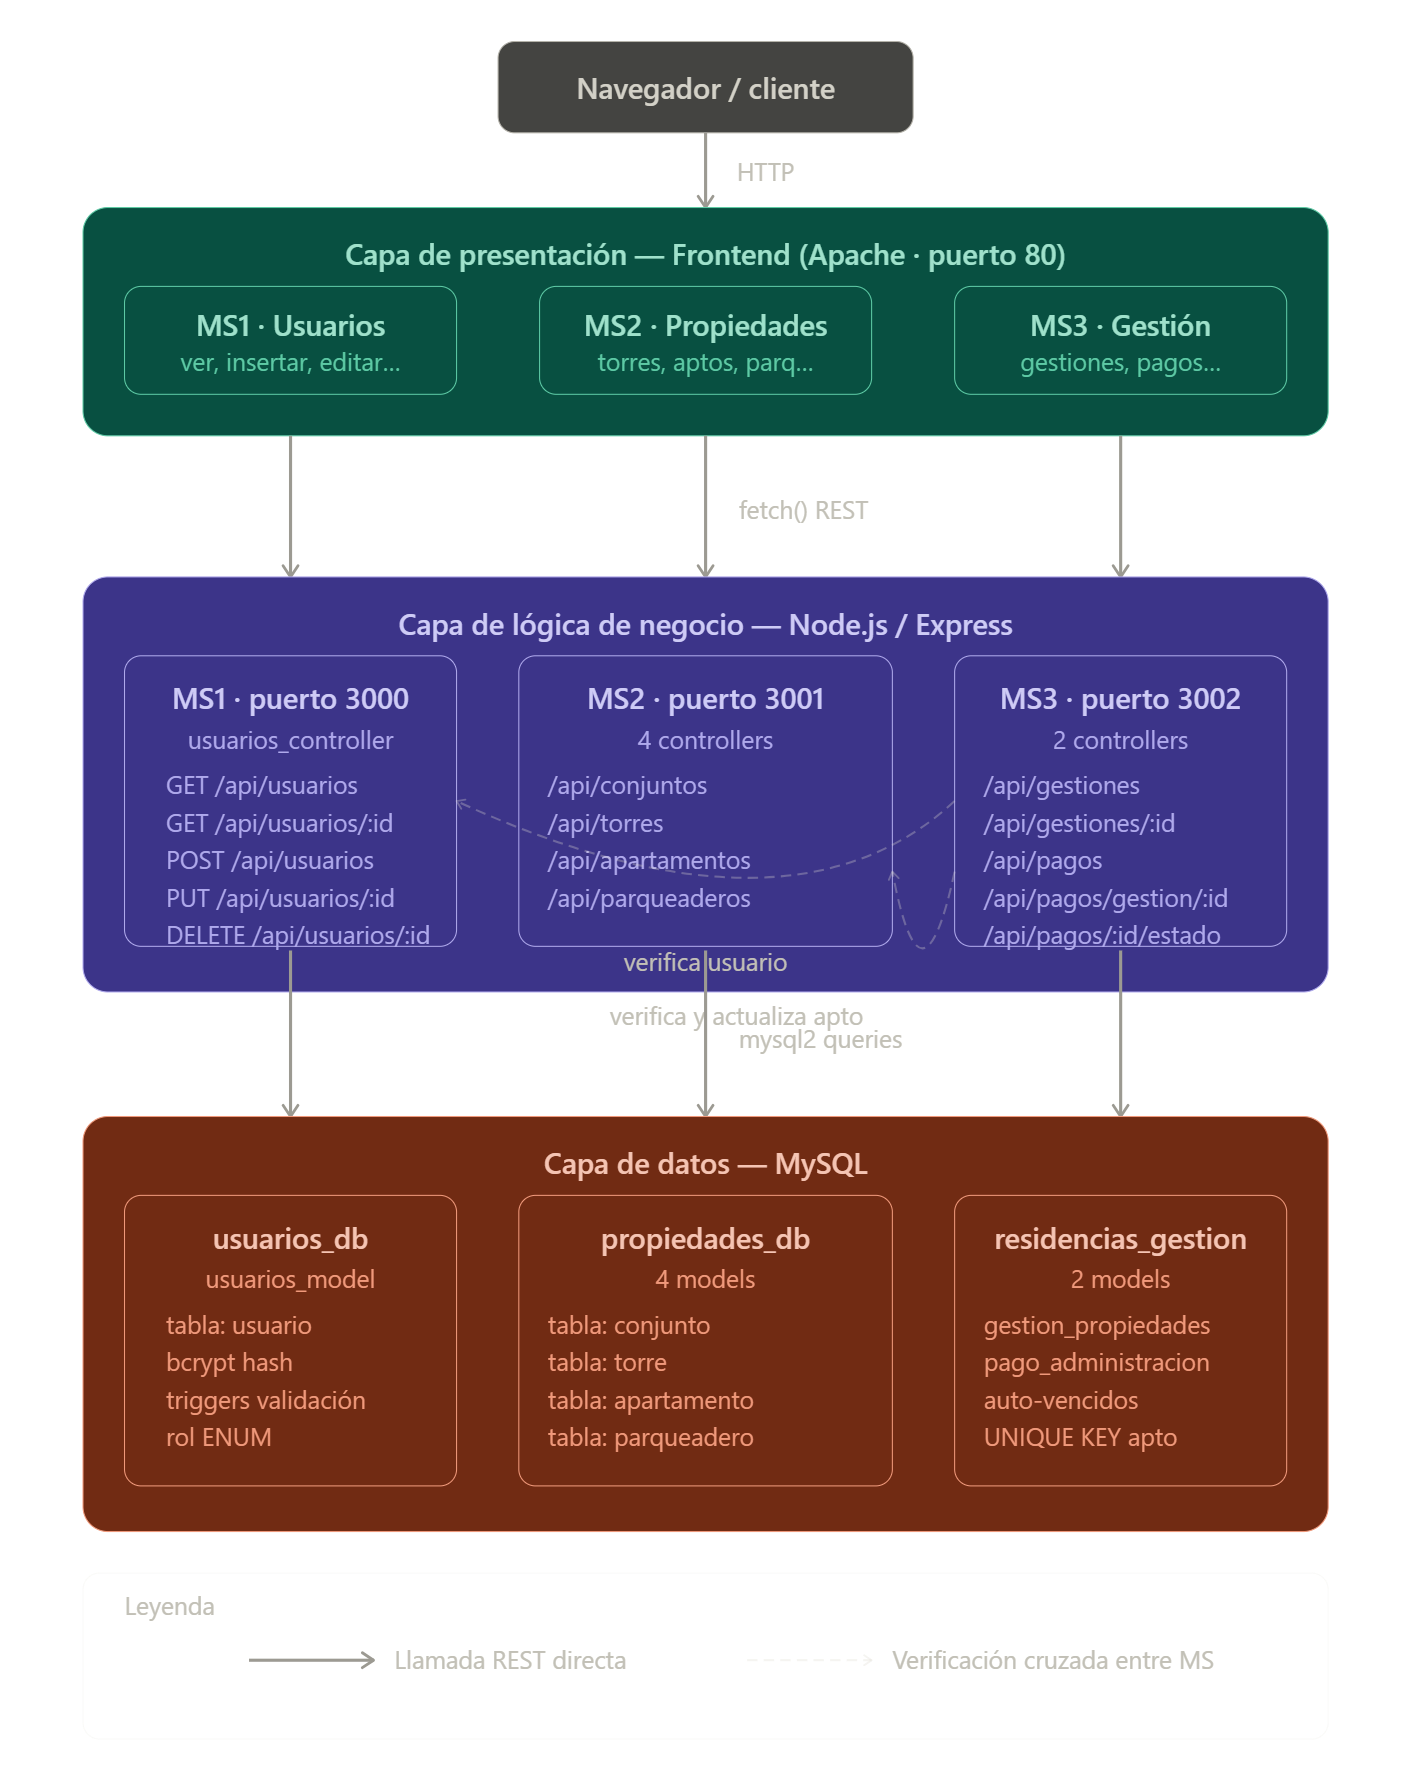 Navegador / cliente
HTTP
Capa de presentación — Frontend (Apache · puerto 80)
MS1 · Usuarios
ver, insertar, editar...
MS2 · Propiedades
torres, aptos, parq...
MS3 · Gestión
gestiones, pagos...
fetch() REST
Capa de lógica de negocio — Node.js / Express
MS1 · puerto 3000
usuarios_controller
GET /api/usuarios
GET /api/usuarios/:id
POST /api/usuarios
PUT /api/usuarios/:id
DELETE /api/usuarios/:id
MS2 · puerto 3001
4 controllers
/api/conjuntos
/api/torres
/api/apartamentos
/api/parqueaderos
MS3 · puerto 3002
2 controllers
/api/gestiones
/api/gestiones/:id
/api/pagos
/api/pagos/gestion/:id
/api/pagos/:id/estado
verifica usuario
verifica y actualiza apto
mysql2 queries
Capa de datos — MySQL
usuarios_db
usuarios_model
tabla: usuario
bcrypt hash
triggers validación
rol ENUM
propiedades_db
4 models
tabla: conjunto
tabla: torre
tabla: apartamento
tabla: parqueadero
residencias_gestion
2 models
gestion_propiedades
pago_administracion
auto-vencidos
UNIQUE KEY apto
Leyenda
Llamada REST directa
Verificación cruzada entre MS